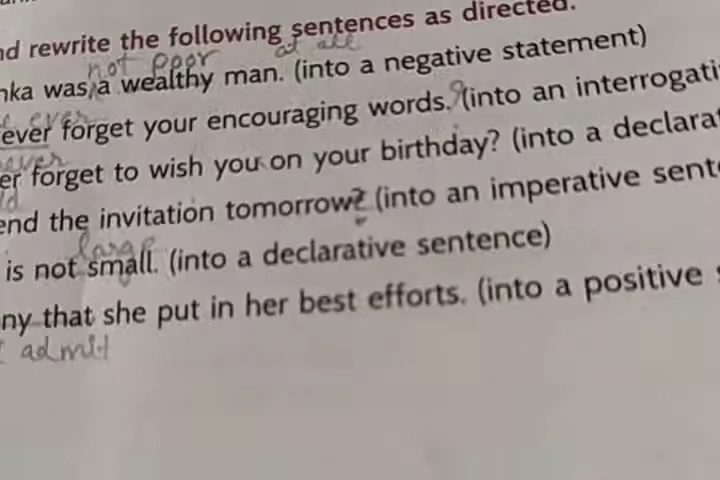 nd rewrite the following sentences as directed.
not poor at all
nka was a wealthy man. (into a negative statement)
ever
ever forget your encouraging words.? (into an interrogati
ever
er forget to wish you on your birthday? (into a declarat
end the invitation tomorrow? (into an imperative sent
large
is not small. (into a declarative sentence)
ny that she put in her best efforts. (into a positive s
admit